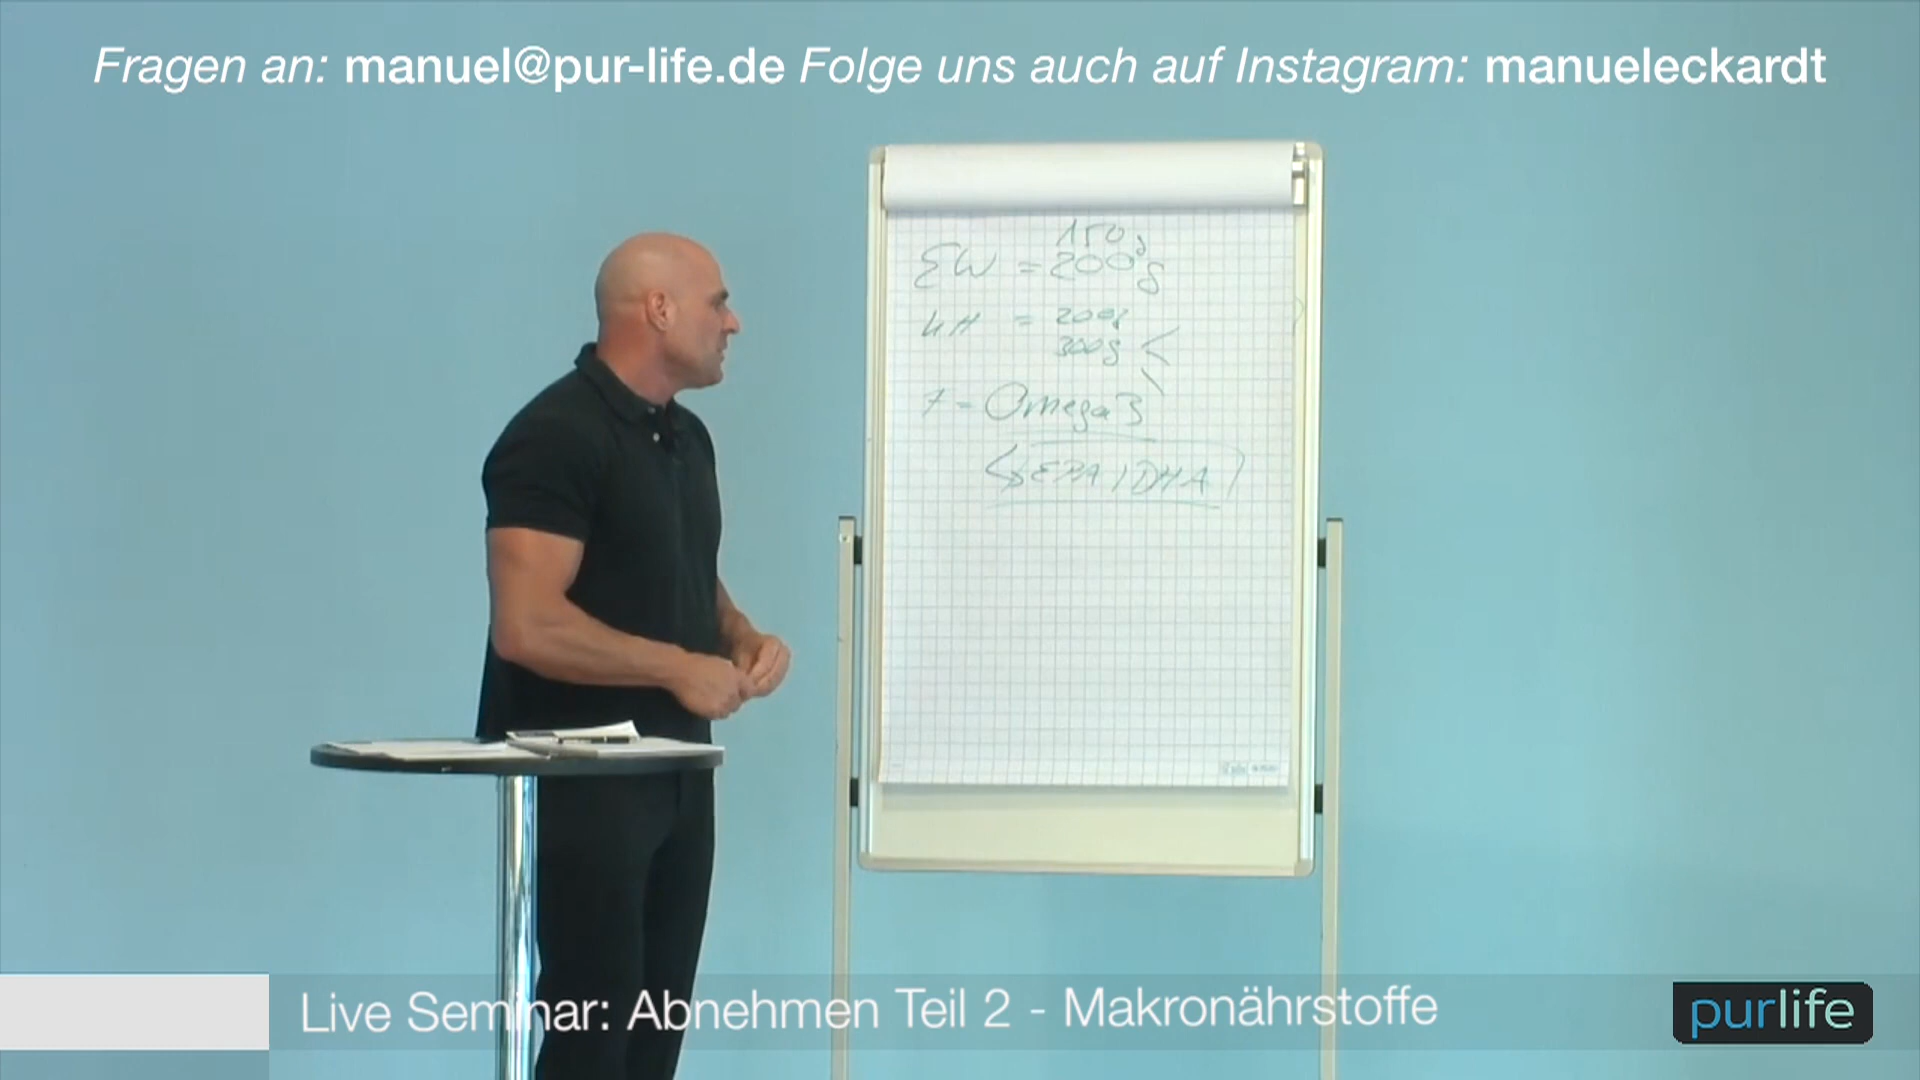 Fragen an: manuel@pur-life.de Folge uns auch auf Instagram: manueleckardt
150g
EW = 200g
KH = 200g
300g <
F - Omega 3
EPA / DHA
Live Seminar: Abnehmen Teil 2 - Makronährstoffe
purlife